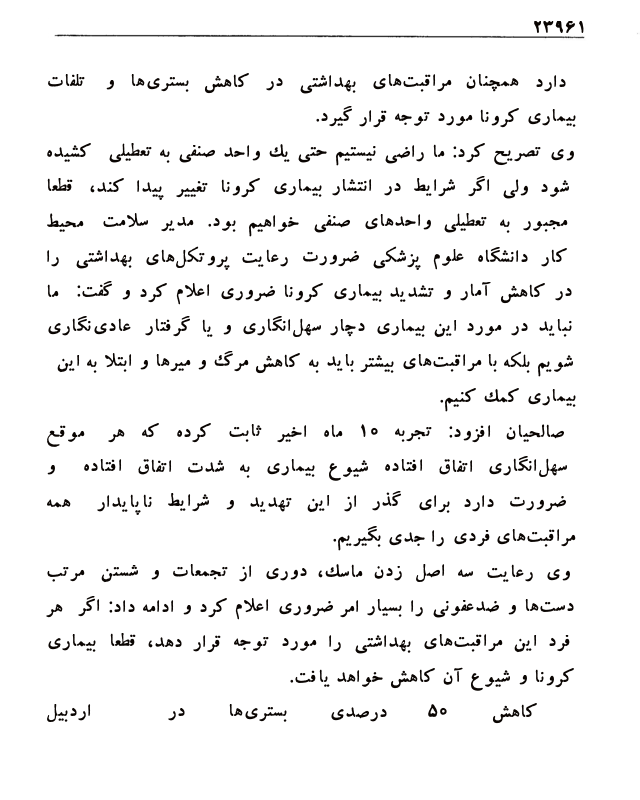 ۲۳۹۶۱
دارد همچنان مراقبت‌های بهداشتی در کاهش بستری‌ها و تلفات
بیماری کرونا مورد توجه قرار گیرد.
وی تصریح کرد: ما راضی نیستیم حتی یك واحد صنفی به تعطیلی کشیده
شود ولی اگر شرایط در انتشار بیماری کرونا تغییر پیدا کند، قطعا
مجبور به تعطیلی واحدهای صنفی خواهیم بود. مدیر سلامت محیط
کار دانشگاه علوم پزشکی ضرورت رعایت پروتکل‌های بهداشتی را
در کاهش آمار و تشدید بیماری کرونا ضروری اعلام کرد و گفت: ما
نباید در مورد این بیماری دچار سهل‌انگاری و یا گرفتار عادی‌نگاری
شویم بلکه با مراقبت‌های بیشتر باید به کاهش مرگ و میرها و ابتلا به این
بیماری کمك کنیم.
صالحیان افزود: تجربه ۱۰ ماه اخیر ثابت کرده که هر موقع
سهل‌انگاری اتفاق افتاده شیوع بیماری به شدت اتفاق افتاده و
ضرورت دارد برای گذر از این تهدید و شرایط ناپایدار همه
مراقبت‌های فردی را جدی بگیریم.
وی رعایت سه اصل زدن ماسك، دوری از تجمعات و شستن مرتب
دست‌ها و ضدعفونی را بسیار امر ضروری اعلام کرد و ادامه داد: اگر هر
فرد این مراقبت‌های بهداشتی را مورد توجه قرار دهد، قطعا بیماری
کرونا و شیوع آن کاهش خواهد یافت.
کاهش ۵۰ درصدی بستری‌ها در اردبیل